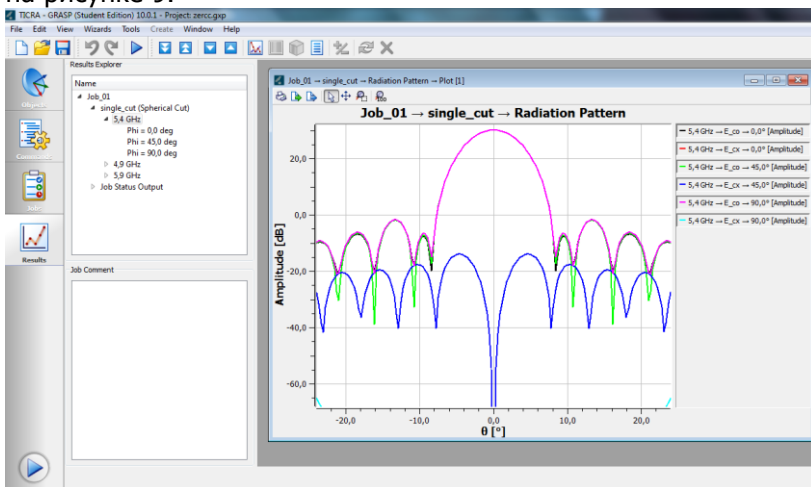 на рисунке 9.
TICRA - GRASP (Student Edition) 10.0.1 - Project: zercc.gxp
File Edit View Wizards Tools Create Window Help
Results Explorer
Name
Job_01
single_cut (Spherical Cut)
5,4 GHz
Phi = 0,0 deg
Phi = 45,0 deg
Phi = 90,0 deg
4,9 GHz
5,9 GHz
Job Status Output
Objects
Jobs
Results
Job Comment
Job_01 → single_cut → Radiation Pattern → Plot [1]
Job_01 → single_cut → Radiation Pattern
Amplitude [dB]
20,0
0,0
-20,0
-40,0
-60,0
-20,0 -10,0 0,0 10,0 20,0
θ [°]
5,4 GHz → E_co → 0,0° [Amplitude]
5,4 GHz → E_cx → 0,0° [Amplitude]
5,4 GHz → E_co → 45,0° [Amplitude]
5,4 GHz → E_cx → 45,0° [Amplitude]
5,4 GHz → E_co → 90,0° [Amplitude]
5,4 GHz → E_cx → 90,0° [Amplitude]